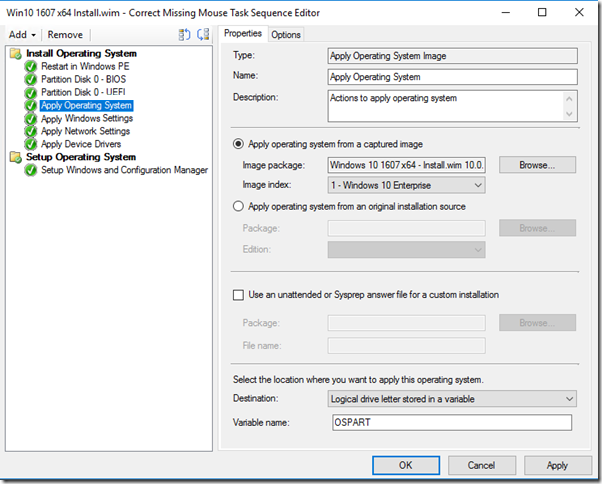 Win10 1607 x64 Install.wim - Correct Missing Mouse Task Sequence Editor
Add Remove
Install Operating System
Restart in Windows PE
Partition Disk 0 - BIOS
Partition Disk 0 - UEFI
Apply Operating System
Apply Windows Settings
Apply Network Settings
Apply Device Drivers
Setup Operating System
Setup Windows and Configuration Manager
Properties Options
Type: Apply Operating System Image
Name: Apply Operating System
Description: Actions to apply operating system
Apply operating system from a captured image
Image package: Windows 10 1607 x64 - Install.wim 10.0. Browse...
Image index: 1 - Windows 10 Enterprise
Apply operating system from an original installation source
Package: Browse...
Edition:
Use an unattended or Sysprep answer file for a custom installation
Package: Browse...
File name:
Select the location where you want to apply this operating system.
Destination: Logical drive letter stored in a variable
Variable name: OSPART
OK Cancel Apply